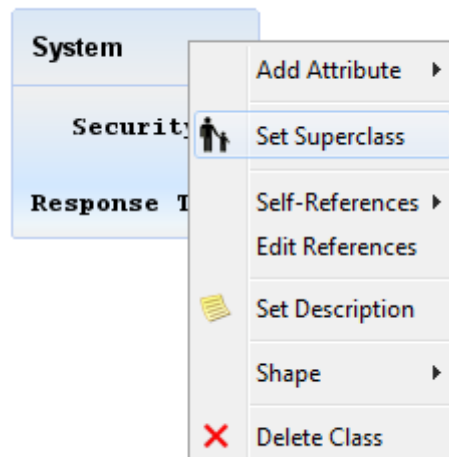 System
Security
Response
Add Attribute
Set Superclass
Self-References
Edit References
Set Description
Shape
Delete Class